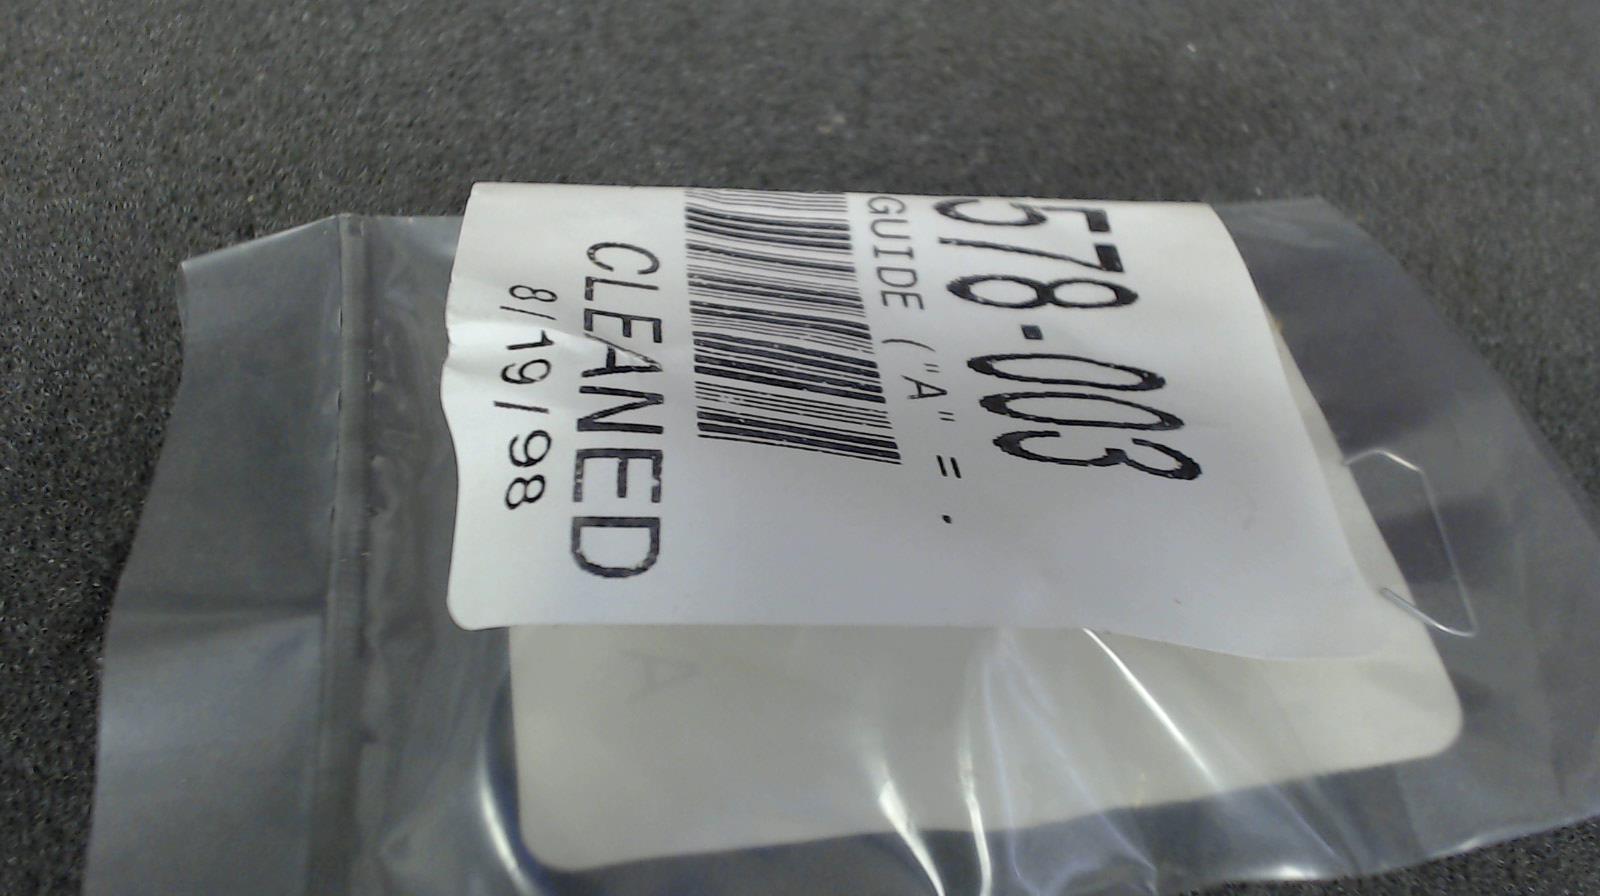 578-003
GUIDE ("A" = .
CLEANED
8/19/98
A